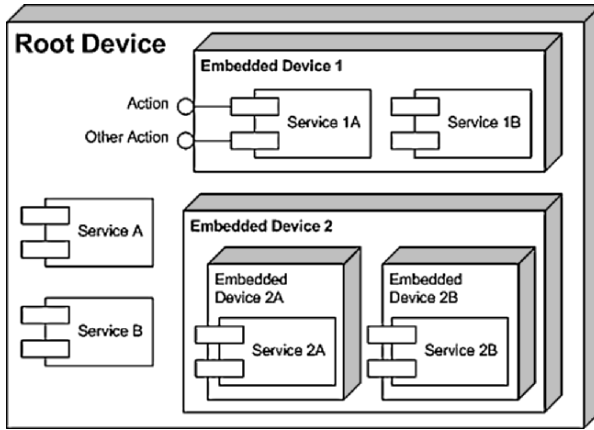 Root Device
Embedded Device 1
Action
Other Action
Service 1A
Service 1B
Service A
Service B
Embedded Device 2
Embedded
Device 2A
Service 2A
Embedded
Device 2B
Service 2B